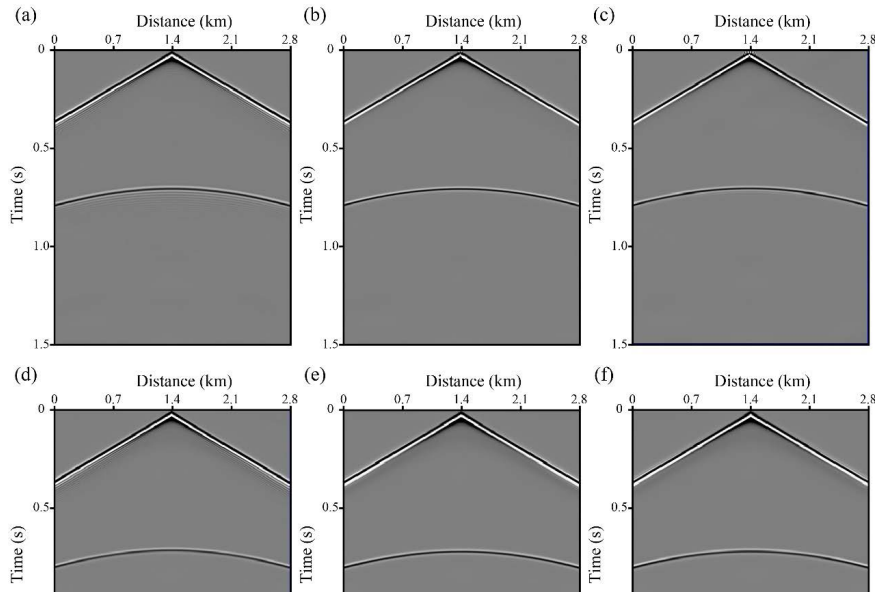 (a) (b) (c)
Distance (km) Distance (km) Distance (km)
0 0.7 1.4 2.1 2.8 0 0.7 1.4 2.1 2.8 0 0.7 1.4 2.1 2.8
0 0 0
0.5 0.5 0.5
Time (s) Time (s) Time (s)
1.0 1.0 1.0
1.5 1.5 1.5
(d) (e) (f)
Distance (km) Distance (km) Distance (km)
0 0.7 1.4 2.1 2.8 0 0.7 1.4 2.1 2.8 0 0.7 1.4 2.1 2.8
0 0 0
0.5 0.5 0.5
Time (s) Time (s) Time (s)